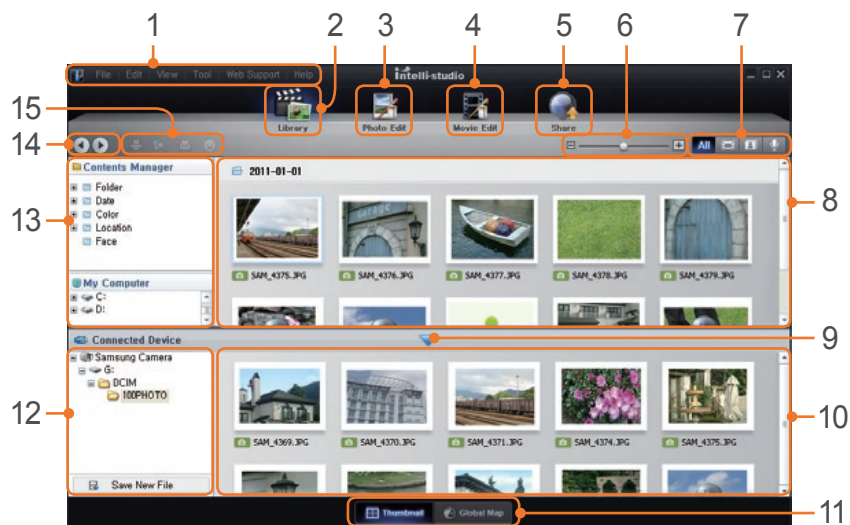 1 2 3 4 5 6 7
File Edit View Tool Web Support Help
intelli-studio
Library Photo Edit Movie Edit Share
15
14
All
Contents Manager
Folder
Date
Color
Location
Face
13
My Computer
C:
D:
2011-01-01
SAM_4375.JPG SAM_4376.JPG SAM_4377.JPG SAM_4378.JPG SAM_4379.JPG
8
Connected Device
9
Samsung Camera
G:
DCIM
100PHOTO
12
Save New File
SAM_4369.JPG SAM_4370.JPG SAM_4371.JPG SAM_4374.JPG SAM_4375.JPG
10
Thumbnail Global Map
11